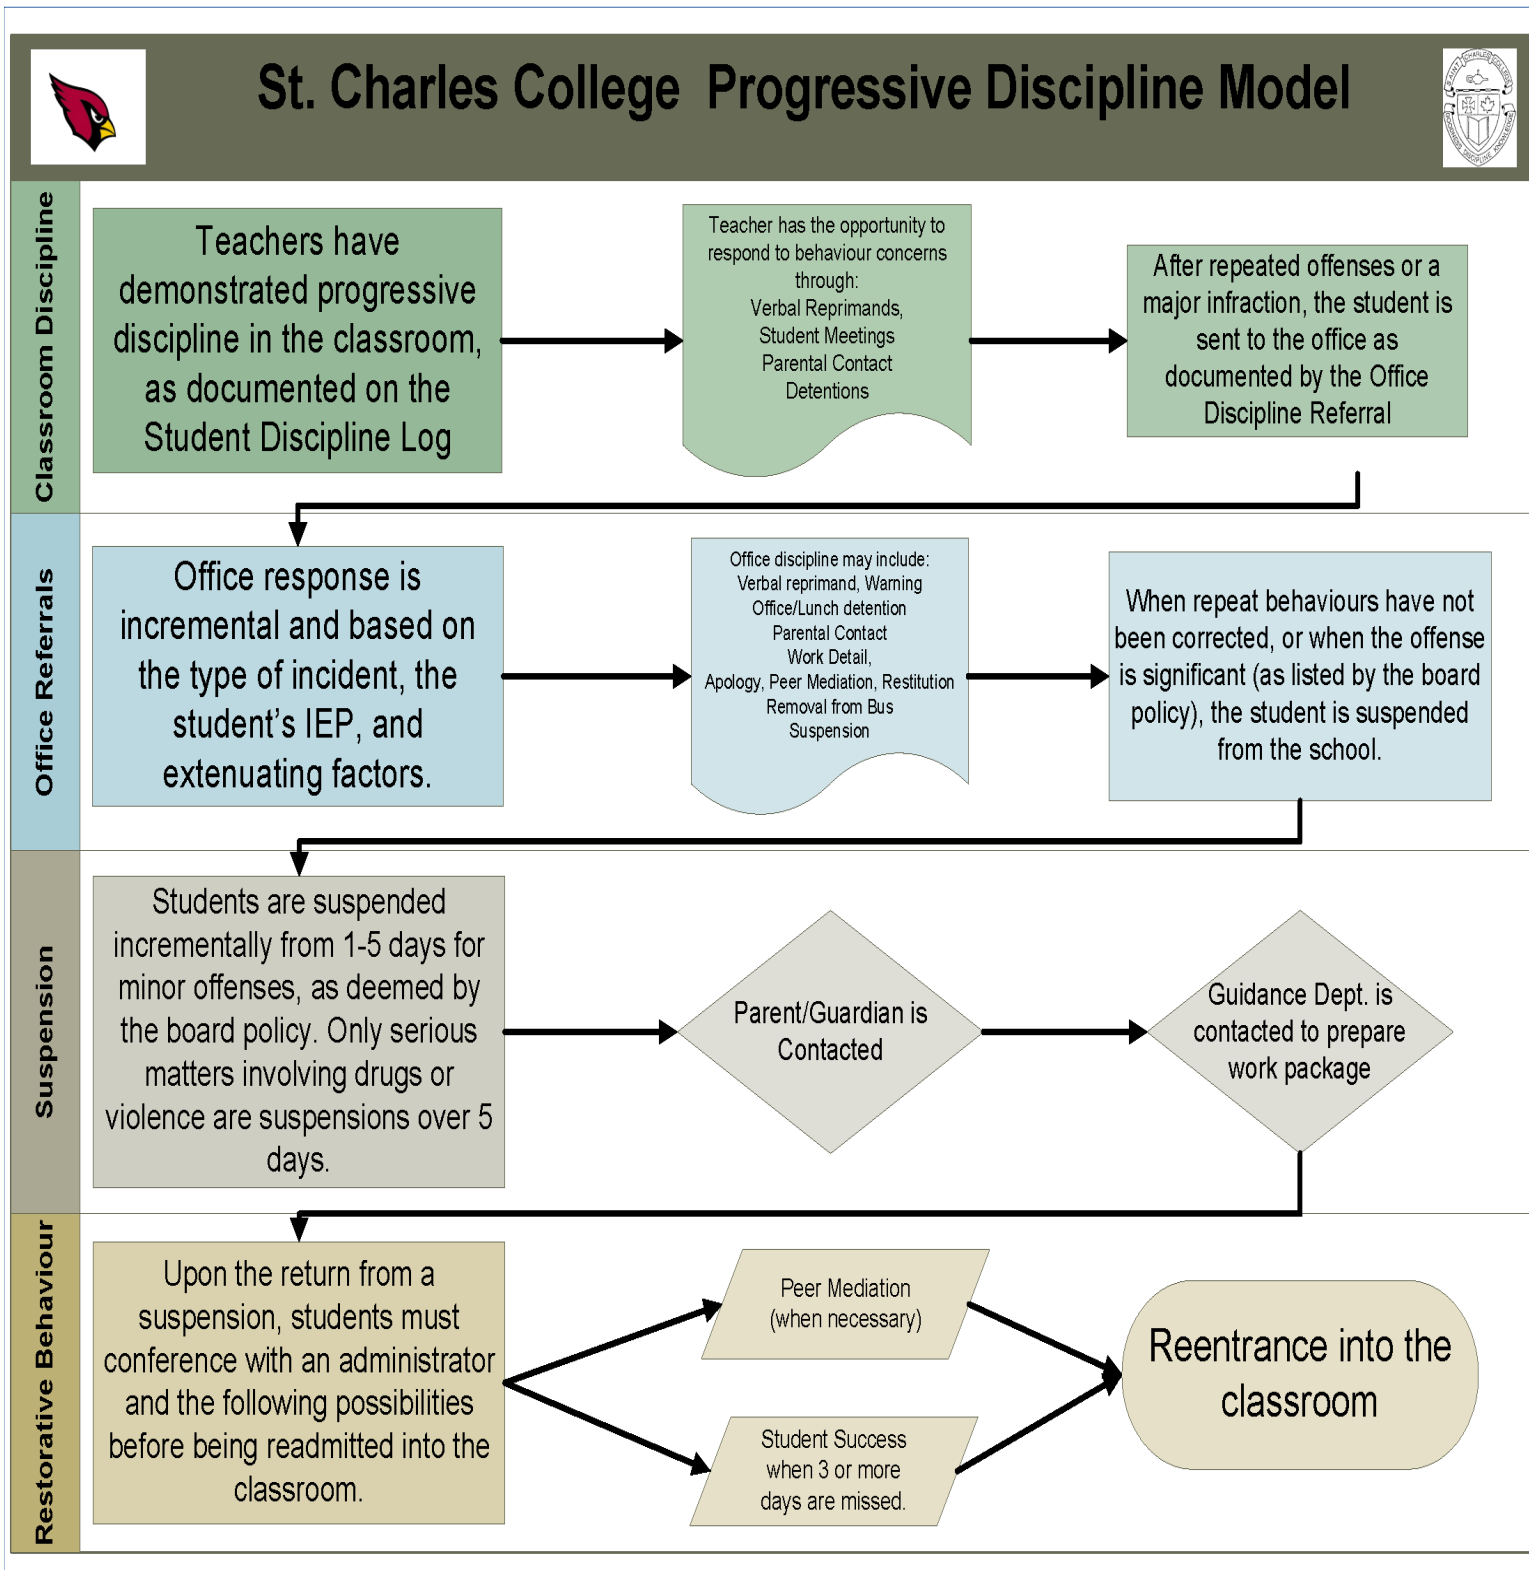 St. Charles College  Progressive Discipline Model
SAINT CHARLES COLLEGE
GOODNESS DISCIPLINE KNOWLEDGE
Classroom Discipline
Teachers have
demonstrated progressive
discipline in the classroom,
as documented on the
Student Discipline Log
Teacher has the opportunity to
respond to behaviour concerns
through:
Verbal Reprimands,
Student Meetings
Parental Contact
Detentions
After repeated offenses or a
major infraction, the student is
sent to the office as
documented by the Office
Discipline Referral
Office Referrals
Office response is
incremental and based on
the type of incident, the
student’s IEP, and
extenuating factors.
Office discipline may include:
Verbal reprimand, Warning
Office/Lunch detention
Parental Contact
Work Detail,
Apology, Peer Mediation, Restitution
Removal from Bus
Suspension
When repeat behaviours have not
been corrected, or when the offense
is significant (as listed by the board
policy), the student is suspended
from the school.
Suspension
Students are suspended
incrementally from 1-5 days for
minor offenses, as deemed by
the board policy. Only serious
matters involving drugs or
violence are suspensions over 5
days.
Parent/Guardian is
Contacted
Guidance Dept. is
contacted to prepare
work package
Restorative Behaviour
Upon the return from a
suspension, students must
conference with an administrator
and the following possibilities
before being readmitted into the
classroom.
Peer Mediation
(when necessary)
Student Success
when 3 or more
days are missed.
Reentrance into the
classroom